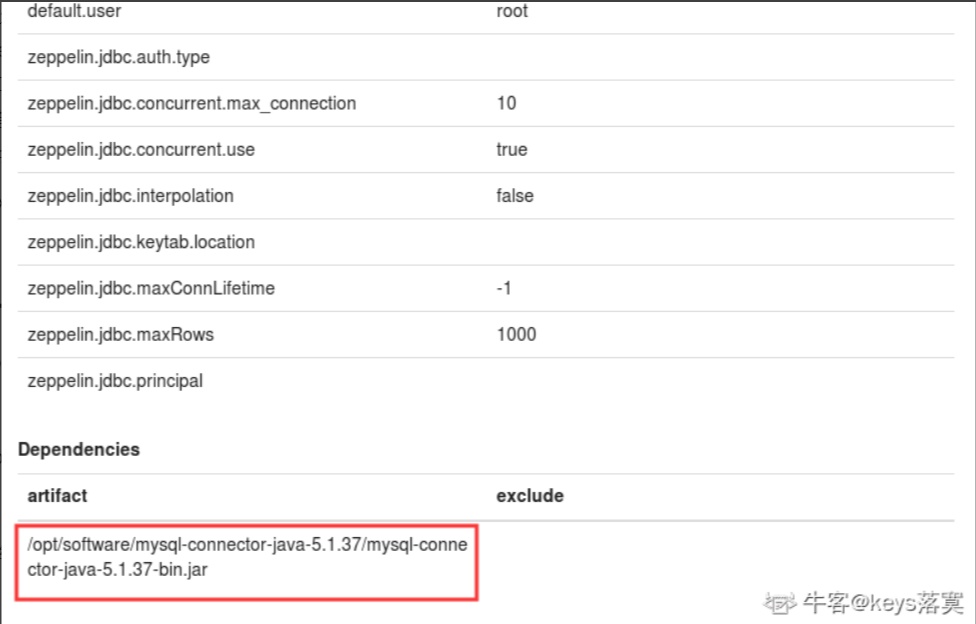 default.user root
zeppelin.jdbc.auth.type
zeppelin.jdbc.concurrent.max_connection 10
zeppelin.jdbc.concurrent.use true
zeppelin.jdbc.interpolation false
zeppelin.jdbc.keytab.location
zeppelin.jdbc.maxConnLifetime -1
zeppelin.jdbc.maxRows 1000
zeppelin.jdbc.principal
Dependencies
artifact exclude
/opt/software/mysql-connector-java-5.1.37/mysql-conne
ctor-java-5.1.37-bin.jar
牛客@keys落寞